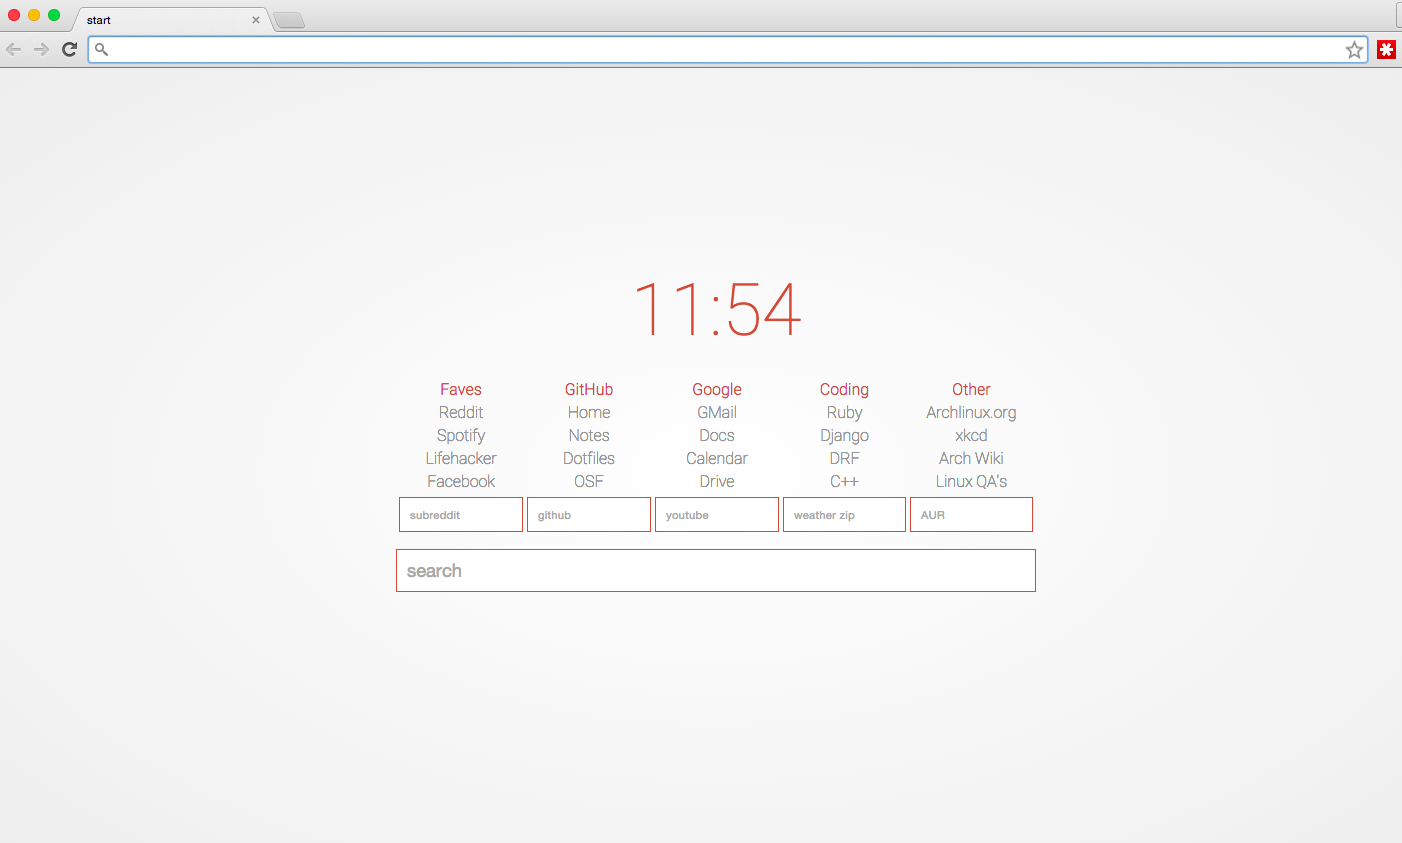 start
11:54
Faves GitHub Google Coding Other
Reddit Home GMail Ruby Archlinux.org
Spotify Notes Docs Django xkcd
Lifehacker Dotfiles Calendar DRF Arch Wiki
Facebook OSF Drive C++ Linux QA's
subreddit github youtube weather zip AUR
search